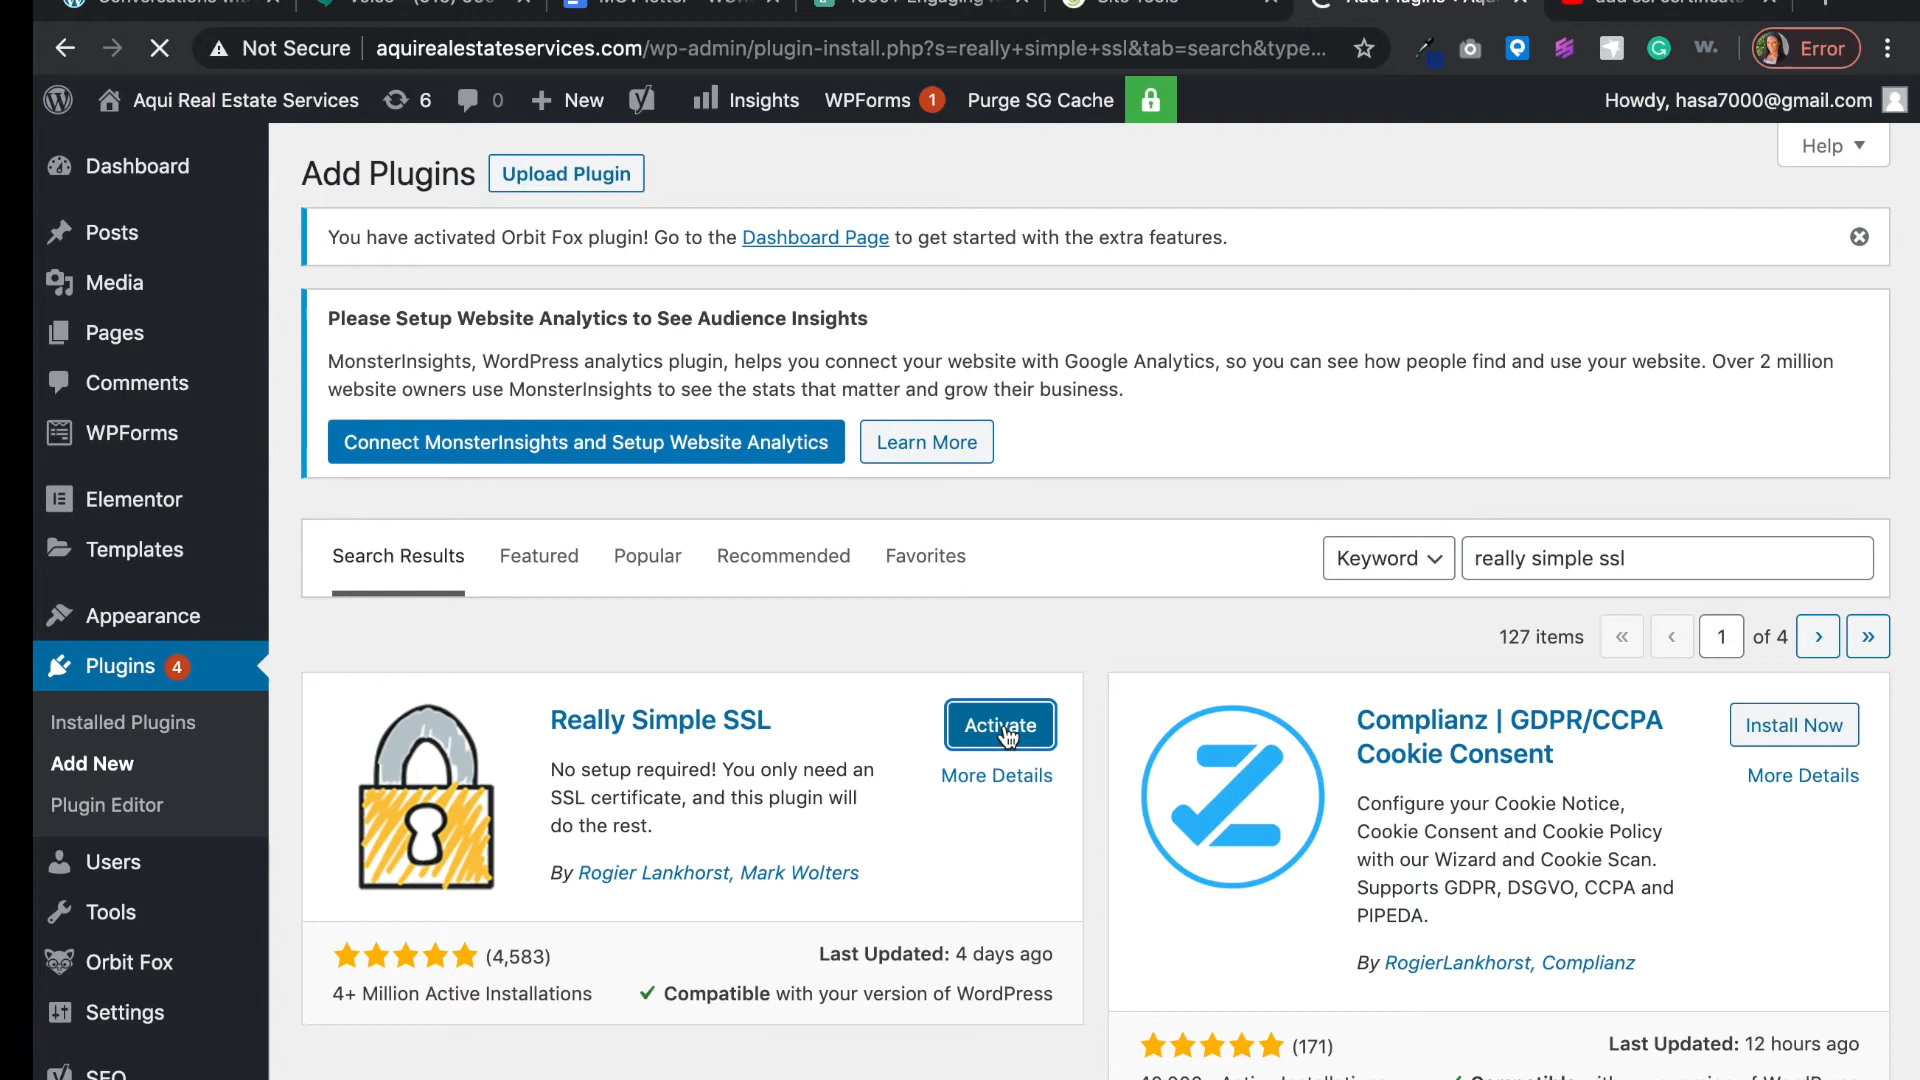 Not Secure
aquirealestateservices.com/wp-admin/plugin-install.php?s=really+simple+ssl&tab=search&type...
w.
Error
Aqui Real Estate Services
6
0
New
Insights
WPForms 1
Purge SG Cache
Howdy, hasa7000@gmail.com
Dashboard
Posts
Media
Pages
Comments
WPForms
Elementor
Templates
Appearance
Plugins 4
Installed Plugins
Add New
Plugin Editor
Users
Tools
Orbit Fox
Settings
SEO
Help
Add Plugins
Upload Plugin
You have activated Orbit Fox plugin! Go to the Dashboard Page to get started with the extra features.
Please Setup Website Analytics to See Audience Insights
MonsterInsights, WordPress analytics plugin, helps you connect your website with Google Analytics, so you can see how people find and use your website. Over 2 million
website owners use MonsterInsights to see the stats that matter and grow their business.
Connect MonsterInsights and Setup Website Analytics
Learn More
Search Results
Featured
Popular
Recommended
Favorites
Keyword
really simple ssl
127 items
«
‹
1
of 4
›
»
Really Simple SSL
Activate
More Details
No setup required! You only need an
SSL certificate, and this plugin will
do the rest.
By Rogier Lankhorst, Mark Wolters
(4,583)
Last Updated: 4 days ago
4+ Million Active Installations
Compatible with your version of WordPress
Complianz | GDPR/CCPA
Cookie Consent
Install Now
More Details
Configure your Cookie Notice,
Cookie Consent and Cookie Policy
with our Wizard and Cookie Scan.
Supports GDPR, DSGVO, CCPA and
PIPEDA.
By RogierLankhorst, Complianz
(171)
Last Updated: 12 hours ago